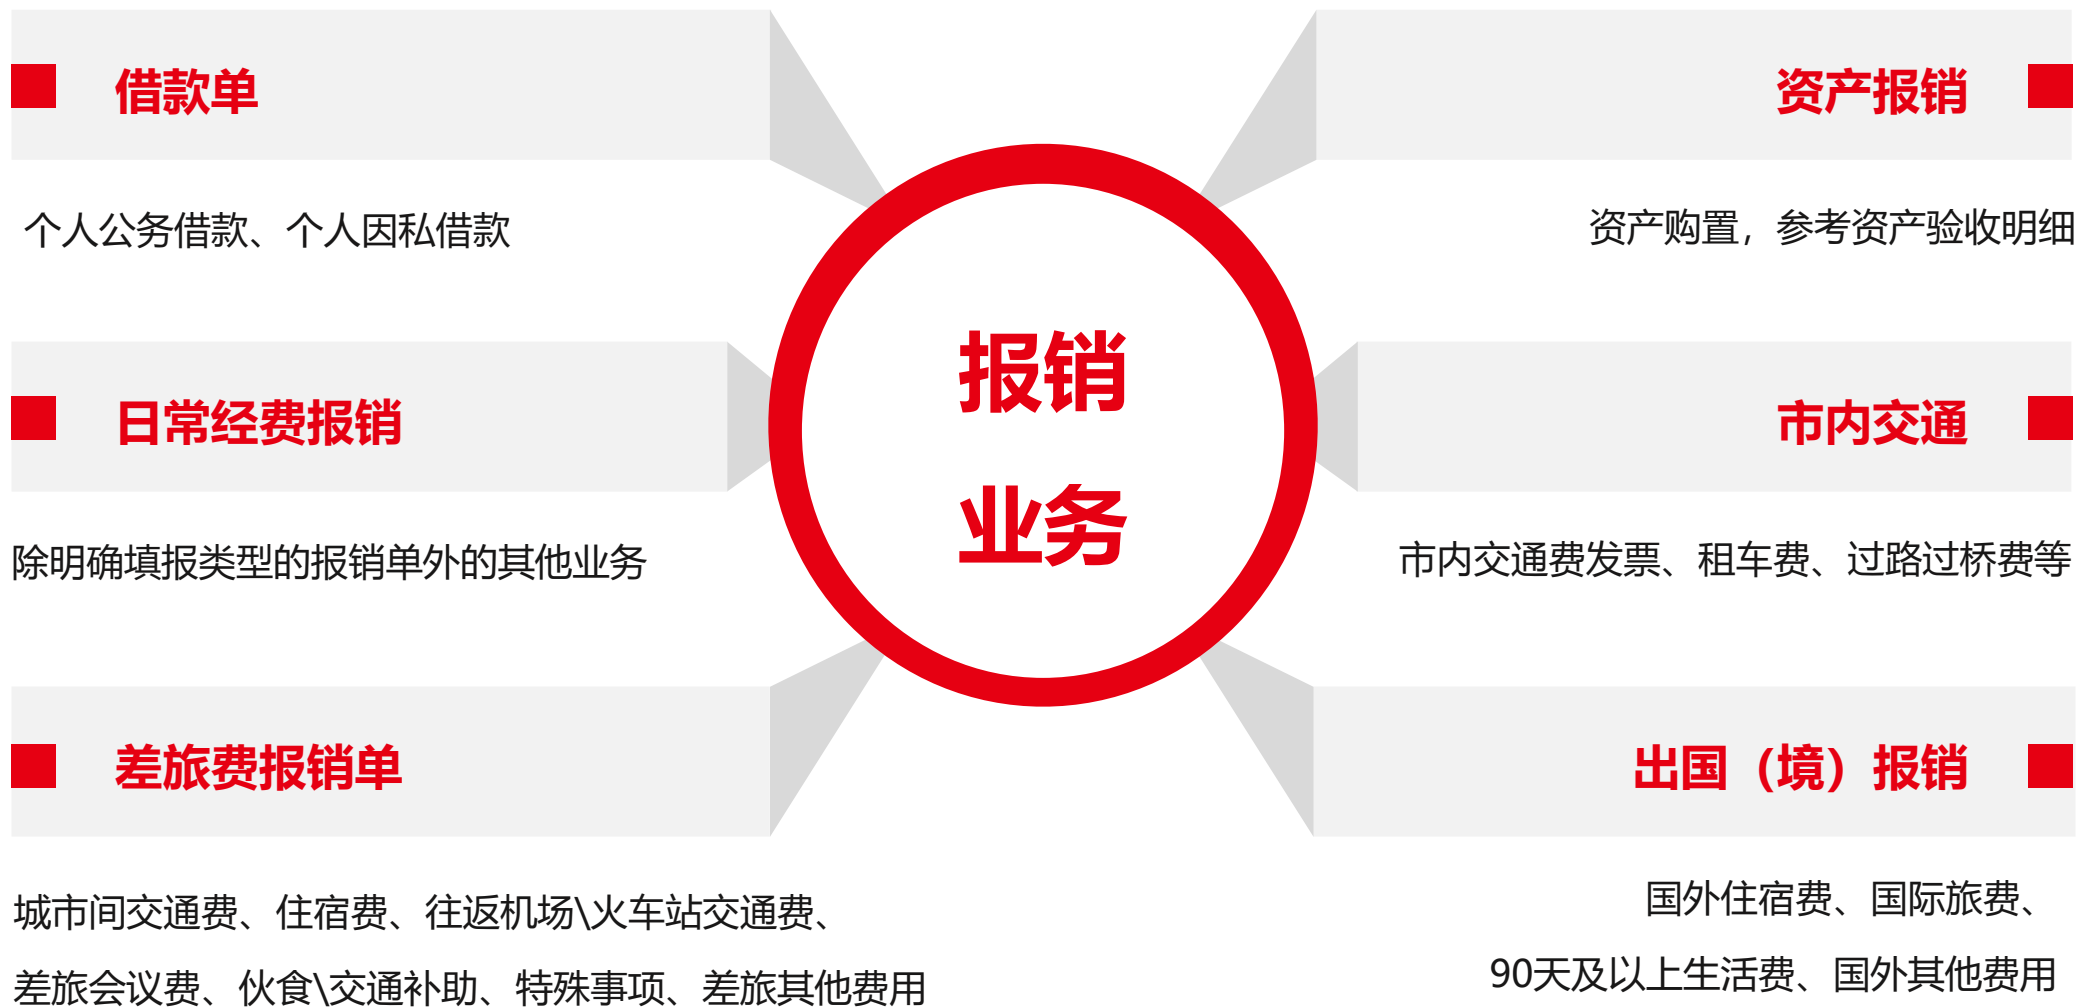 借款单
个人公务借款、个人因私借款
日常经费报销
除明确填报类型的报销单外的其他业务
差旅费报销单
城市间交通费、住宿费、往返机场\火车站交通费、
差旅会议费、伙食\交通补助、特殊事项、差旅其他费用
报销
业务
资产报销
资产购置，参考资产验收明细
市内交通
市内交通费发票、租车费、过路过桥费等
出国（境）报销
国外住宿费、国际旅费、
90天及以上生活费、国外其他费用